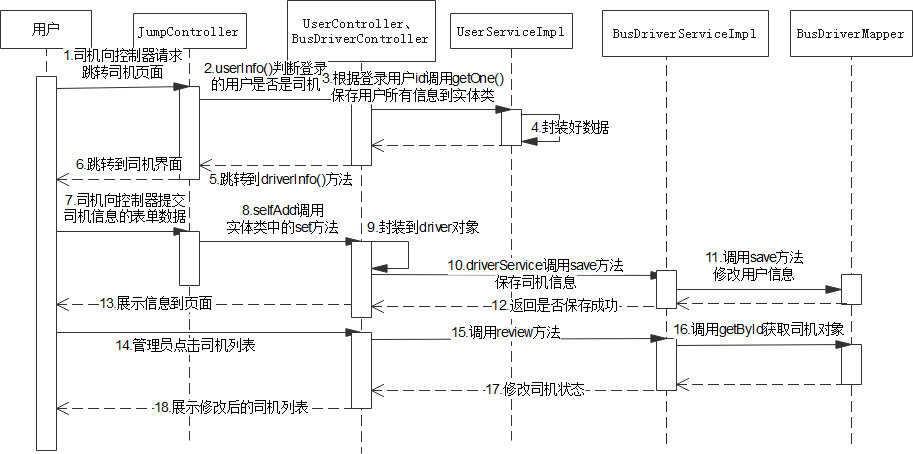 用户
JumpController
UserController、
BusDriverController
UserServiceImpl
BusDriverServiceImpl
BusDriverMapper
1.司机向控制器请求
跳转司机页面
2.userInfo()判断登录
的用户是否是司机
3.根据登录用户id调用getOne()
保存用户所有信息到实体类
4.封装好数据
5.跳转到driverInfo()方法
6.跳转到司机界面
7.司机向控制器提交
司机信息的表单数据
8.selfAdd调用
实体类中的set方法
9.封装到driver对象
10.driverService调用save方法
保存司机信息
11.调用save方法
修改用户信息
12.返回是否保存成功
13.展示信息到页面
14.管理员点击司机列表
15.调用review方法
16.调用getById获取司机对象
17.修改司机状态
18.展示修改后的司机列表